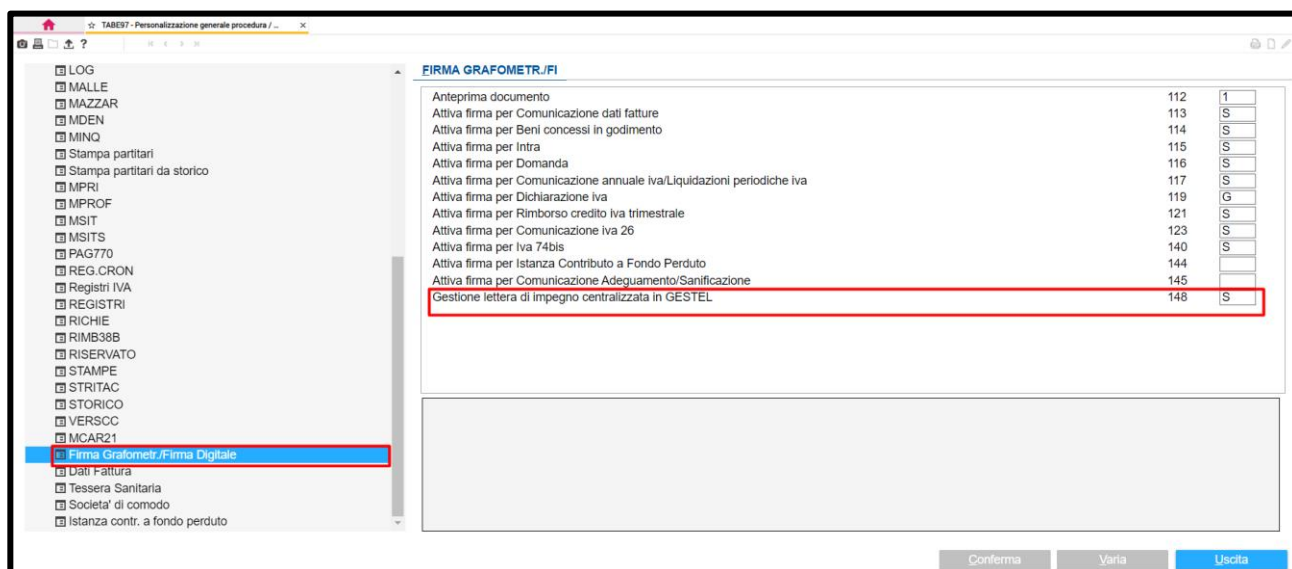 TABE97 - Personalizzazione generale procedura / ...
LOG
MALLE
MAZZAR
MDEN
MINQ
Stampa partitari
Stampa partitari da storico
MPRI
MPROF
MSIT
MSITS
PAG770
REG.CRON
Registri IVA
REGISTRI
RICHIE
RIMB38B
RISERVATO
STAMPE
STRITAC
STORICO
VERSCC
MCAR21
Firma Grafometr./Firma Digitale
Dati Fattura
Tessera Sanitaria
Societa' di comodo
Istanza contr. a fondo perduto
FIRMA GRAFOMETR./FI
Anteprima documento 112 1
Attiva firma per Comunicazione dati fatture 113 S
Attiva firma per Beni concessi in godimento 114 S
Attiva firma per Intra 115 S
Attiva firma per Domanda 116 S
Attiva firma per Comunicazione annuale iva/Liquidazioni periodiche iva 117 S
Attiva firma per Dichiarazione iva 119 G
Attiva firma per Rimborso credito iva trimestrale 121 S
Attiva firma per Comunicazione iva 26 123 S
Attiva firma per Iva 74bis 140 S
Attiva firma per Istanza Contributo a Fondo Perduto 144
Attiva firma per Comunicazione Adeguamento/Sanificazione 145
Gestione lettera di impegno centralizzata in GESTEL 148 S
Conferma Varia Uscita